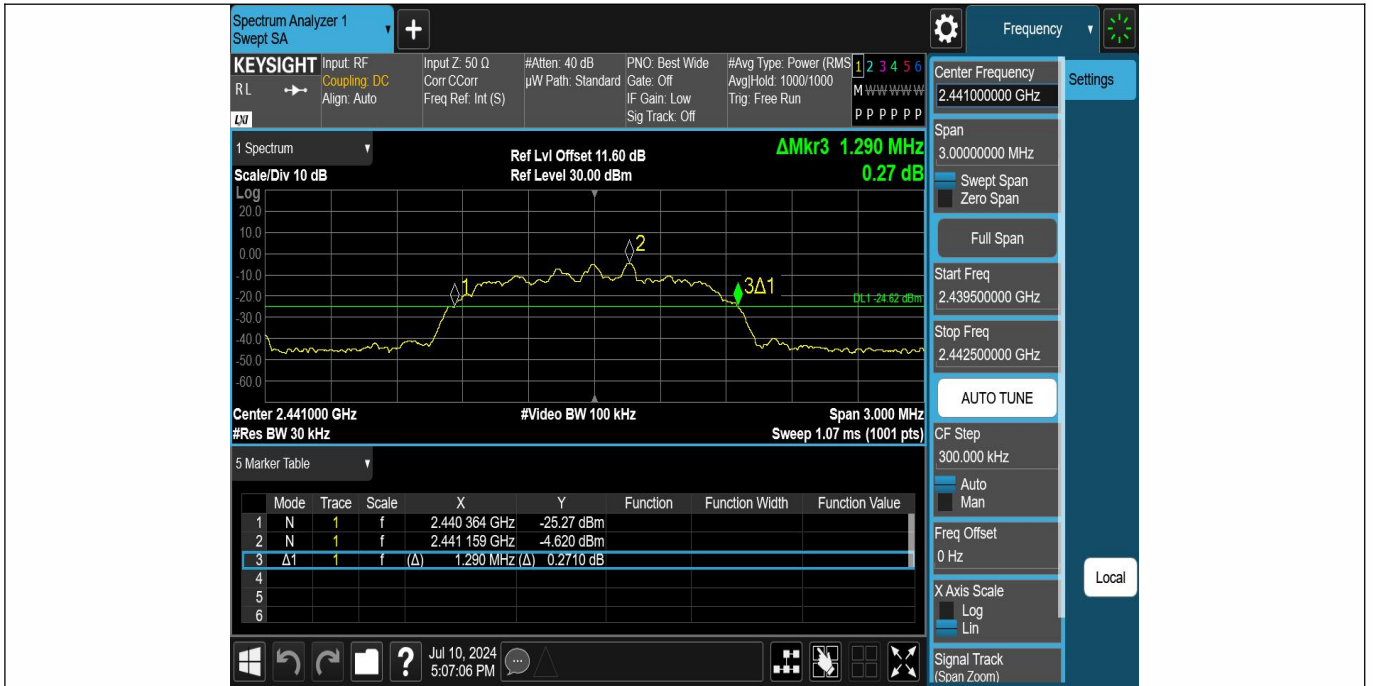 Spectrum Analyzer 1
Swept SA
+
Frequency
KEYSIGHT
RL
LXI
Input: RF
Coupling: DC
Align: Auto
Input Z: 50 Ω
Corr CCorr
Freq Ref: Int (S)
#Atten: 40 dB
µW Path: Standard
PNO: Best Wide
Gate: Off
IF Gain: Low
Sig Track: Off
#Avg Type: Power (RMS
Avg|Hold: 1000/1000
Trig: Free Run
1 2 3 4 5 6
M W W W W W
P P P P P P
Center Frequency
2.441000000 GHz
Settings
1 Spectrum
Scale/Div 10 dB
Ref Lvl Offset 11.60 dB
Ref Level 30.00 dBm
ΔMkr3 1.290 MHz
0.27 dB
Log
20.0
10.0
0.00
-10.0
-20.0
-30.0
-40.0
-50.0
-60.0
1
2
3Δ1
DL1 -24.62 dBm
Center 2.441000 GHz
#Res BW 30 kHz
#Video BW 100 kHz
Span 3.000 MHz
Sweep 1.07 ms (1001 pts)
Span
3.00000000 MHz
Swept Span
Zero Span
Full Span
Start Freq
2.439500000 GHz
Stop Freq
2.442500000 GHz
AUTO TUNE
CF Step
300.000 kHz
Auto
Man
Freq Offset
0 Hz
X Axis Scale
Log
Lin
Signal Track
(Span Zoom)
Local
5 Marker Table
Mode Trace Scale X Y Function Function Width Function Value
1 N 1 f 2.440 364 GHz -25.27 dBm
2 N 1 f 2.441 159 GHz -4.620 dBm
3 Δ1 1 f (Δ) 1.290 MHz (Δ) 0.2710 dB
4
5
6
?
Jul 10, 2024
5:07:06 PM